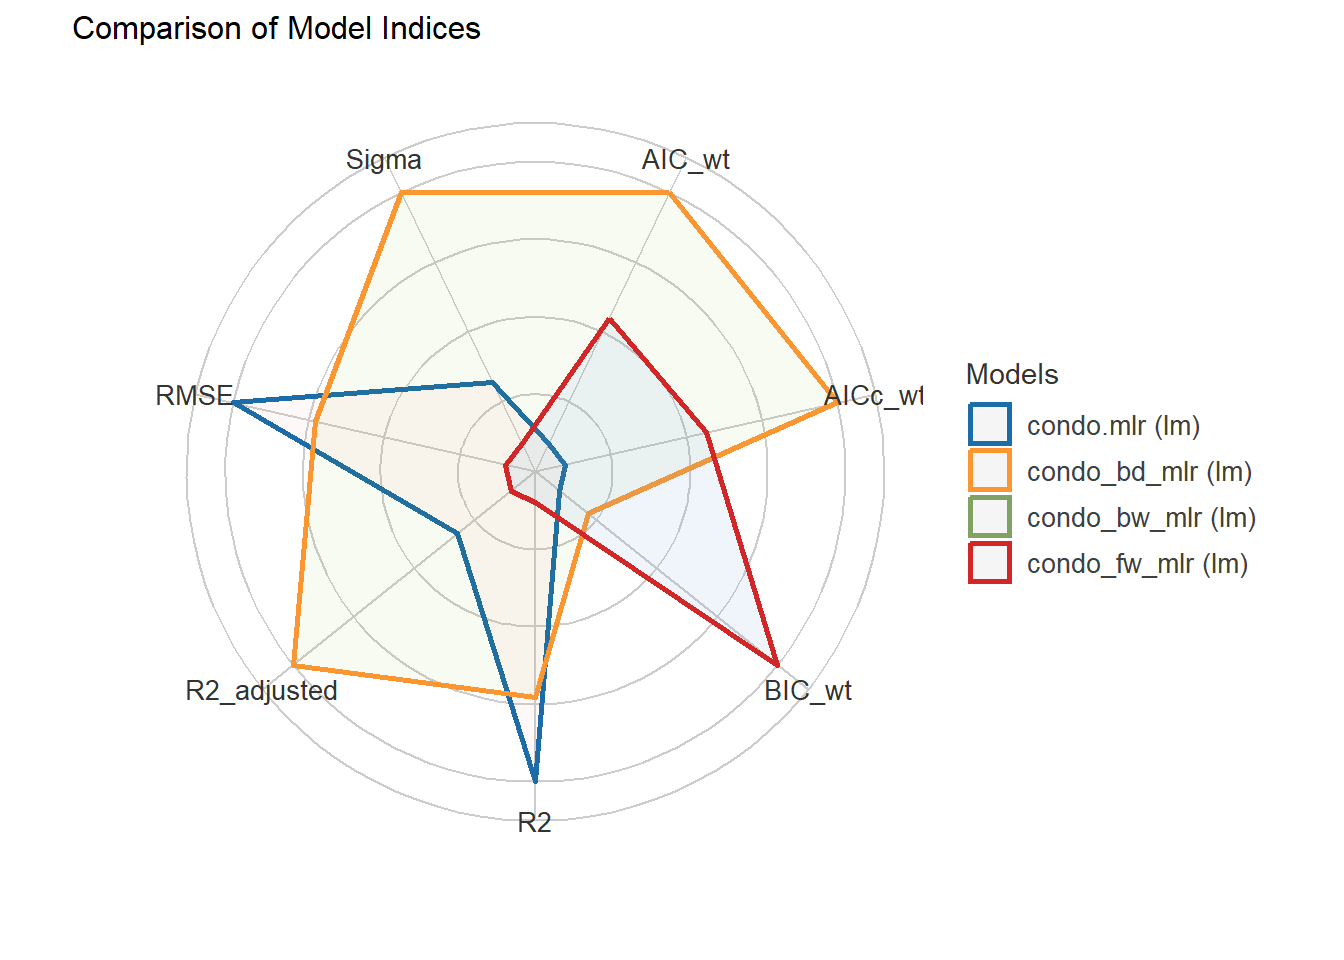 Comparison of Model Indices
Sigma
AIC_wt
RMSE
AICc_wt
Models
condo.mlr (lm)
condo_bd_mlr (lm)
condo_bw_mlr (lm)
condo_fw_mlr (lm)
R2_adjusted
BIC_wt
R2